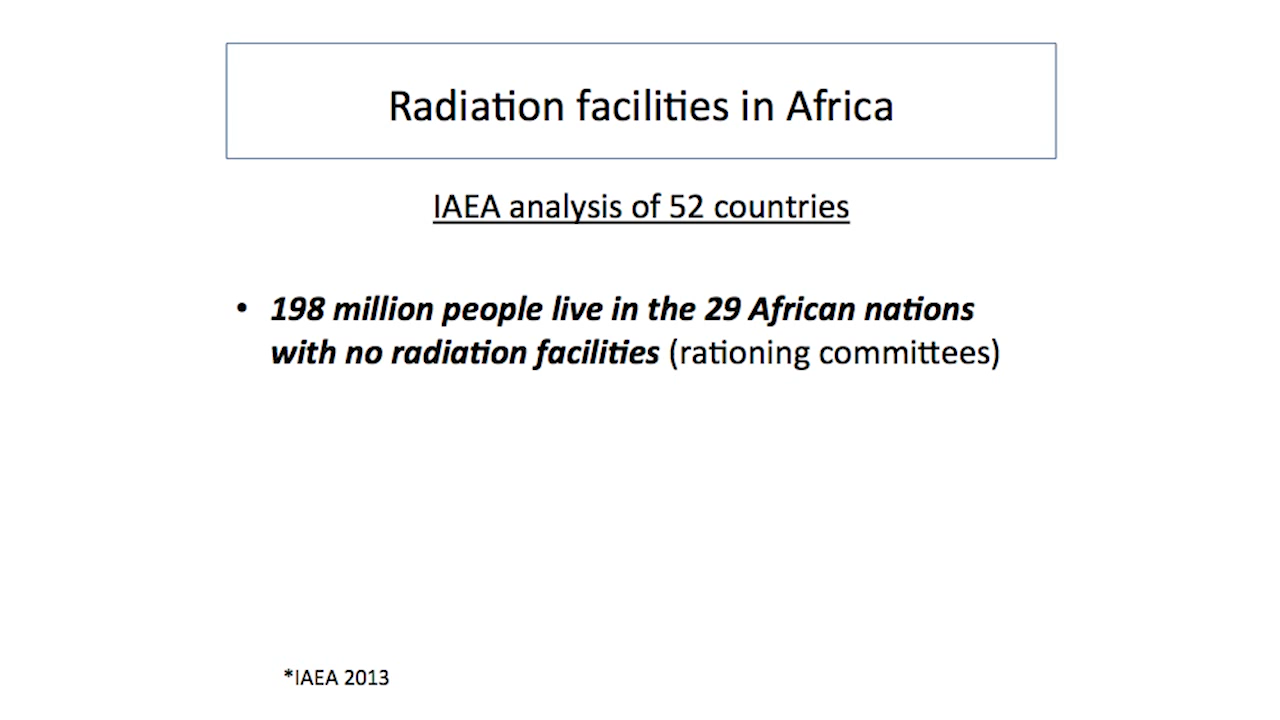 Radiation facilities in Africa
IAEA analysis of 52 countries
• 198 million people live in the 29 African nations
with no radiation facilities (rationing committees)
*IAEA 2013